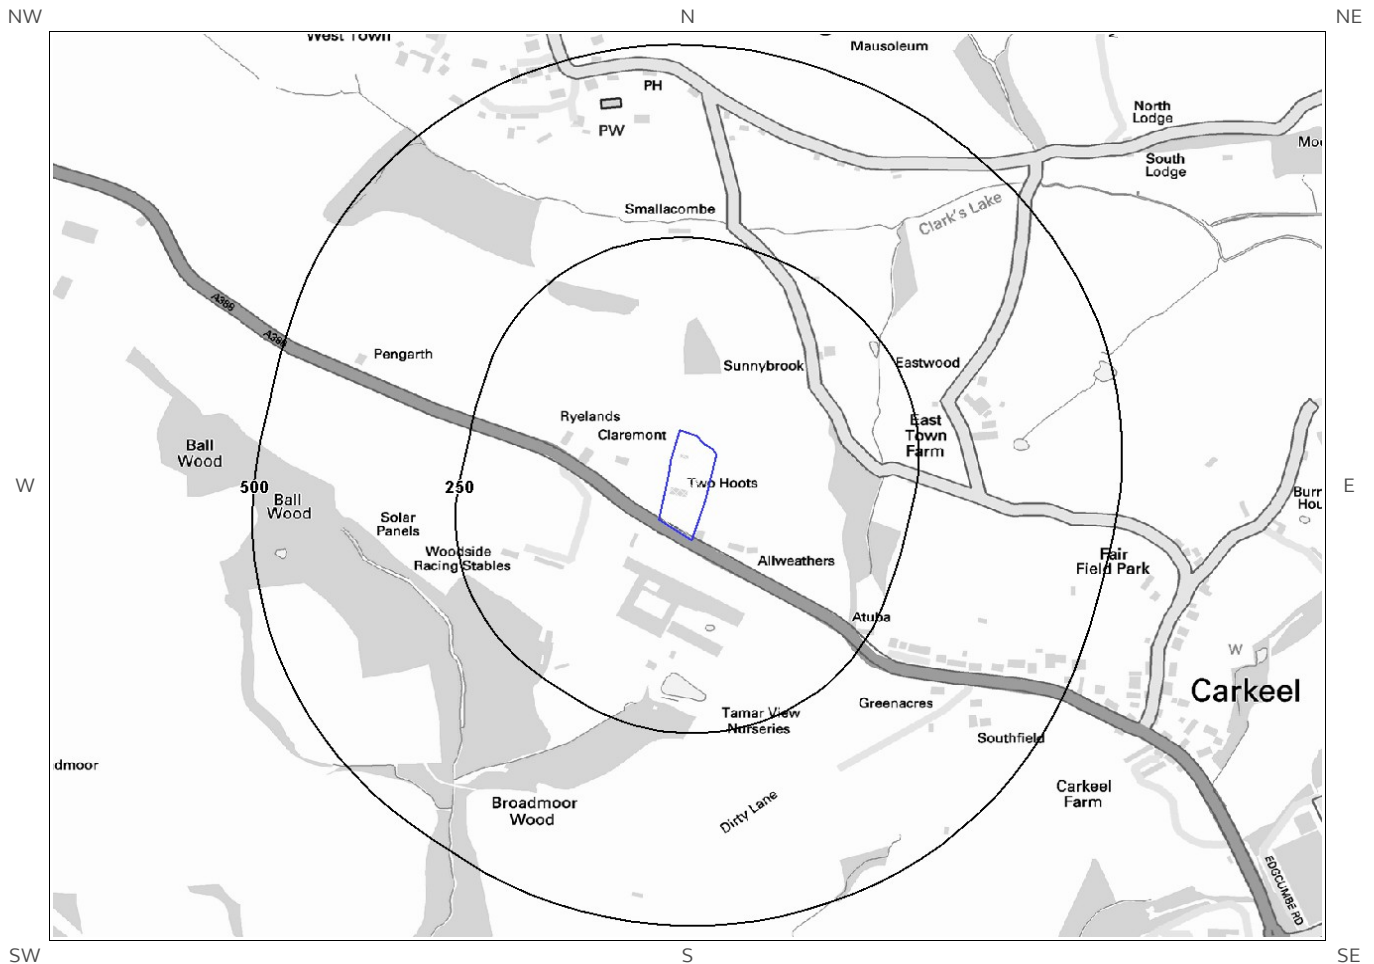 NW
N
NE
West Town
Mausoleum
PH
PW
North
Lodge
South
Lodge
Smallacombe
Clark's Lake
A388
A388
Pengarth
Sunnybrook
Eastwood
Ryelands
Claremont
East
Town
Farm
Ball
Wood
W
500
250
Two Hoots
E
Ball
Wood
Solar
Panels
Woodside
Racing Stables
Allweathers
Fair
Field Park
Atuba
W
Carkeel
Greenacres
Tamar View
Nurseries
Southfield
dmoor
Carkeel
Farm
Broadmoor
Wood
Dirty Lane
EDGCUMBE RD
SW
S
SE